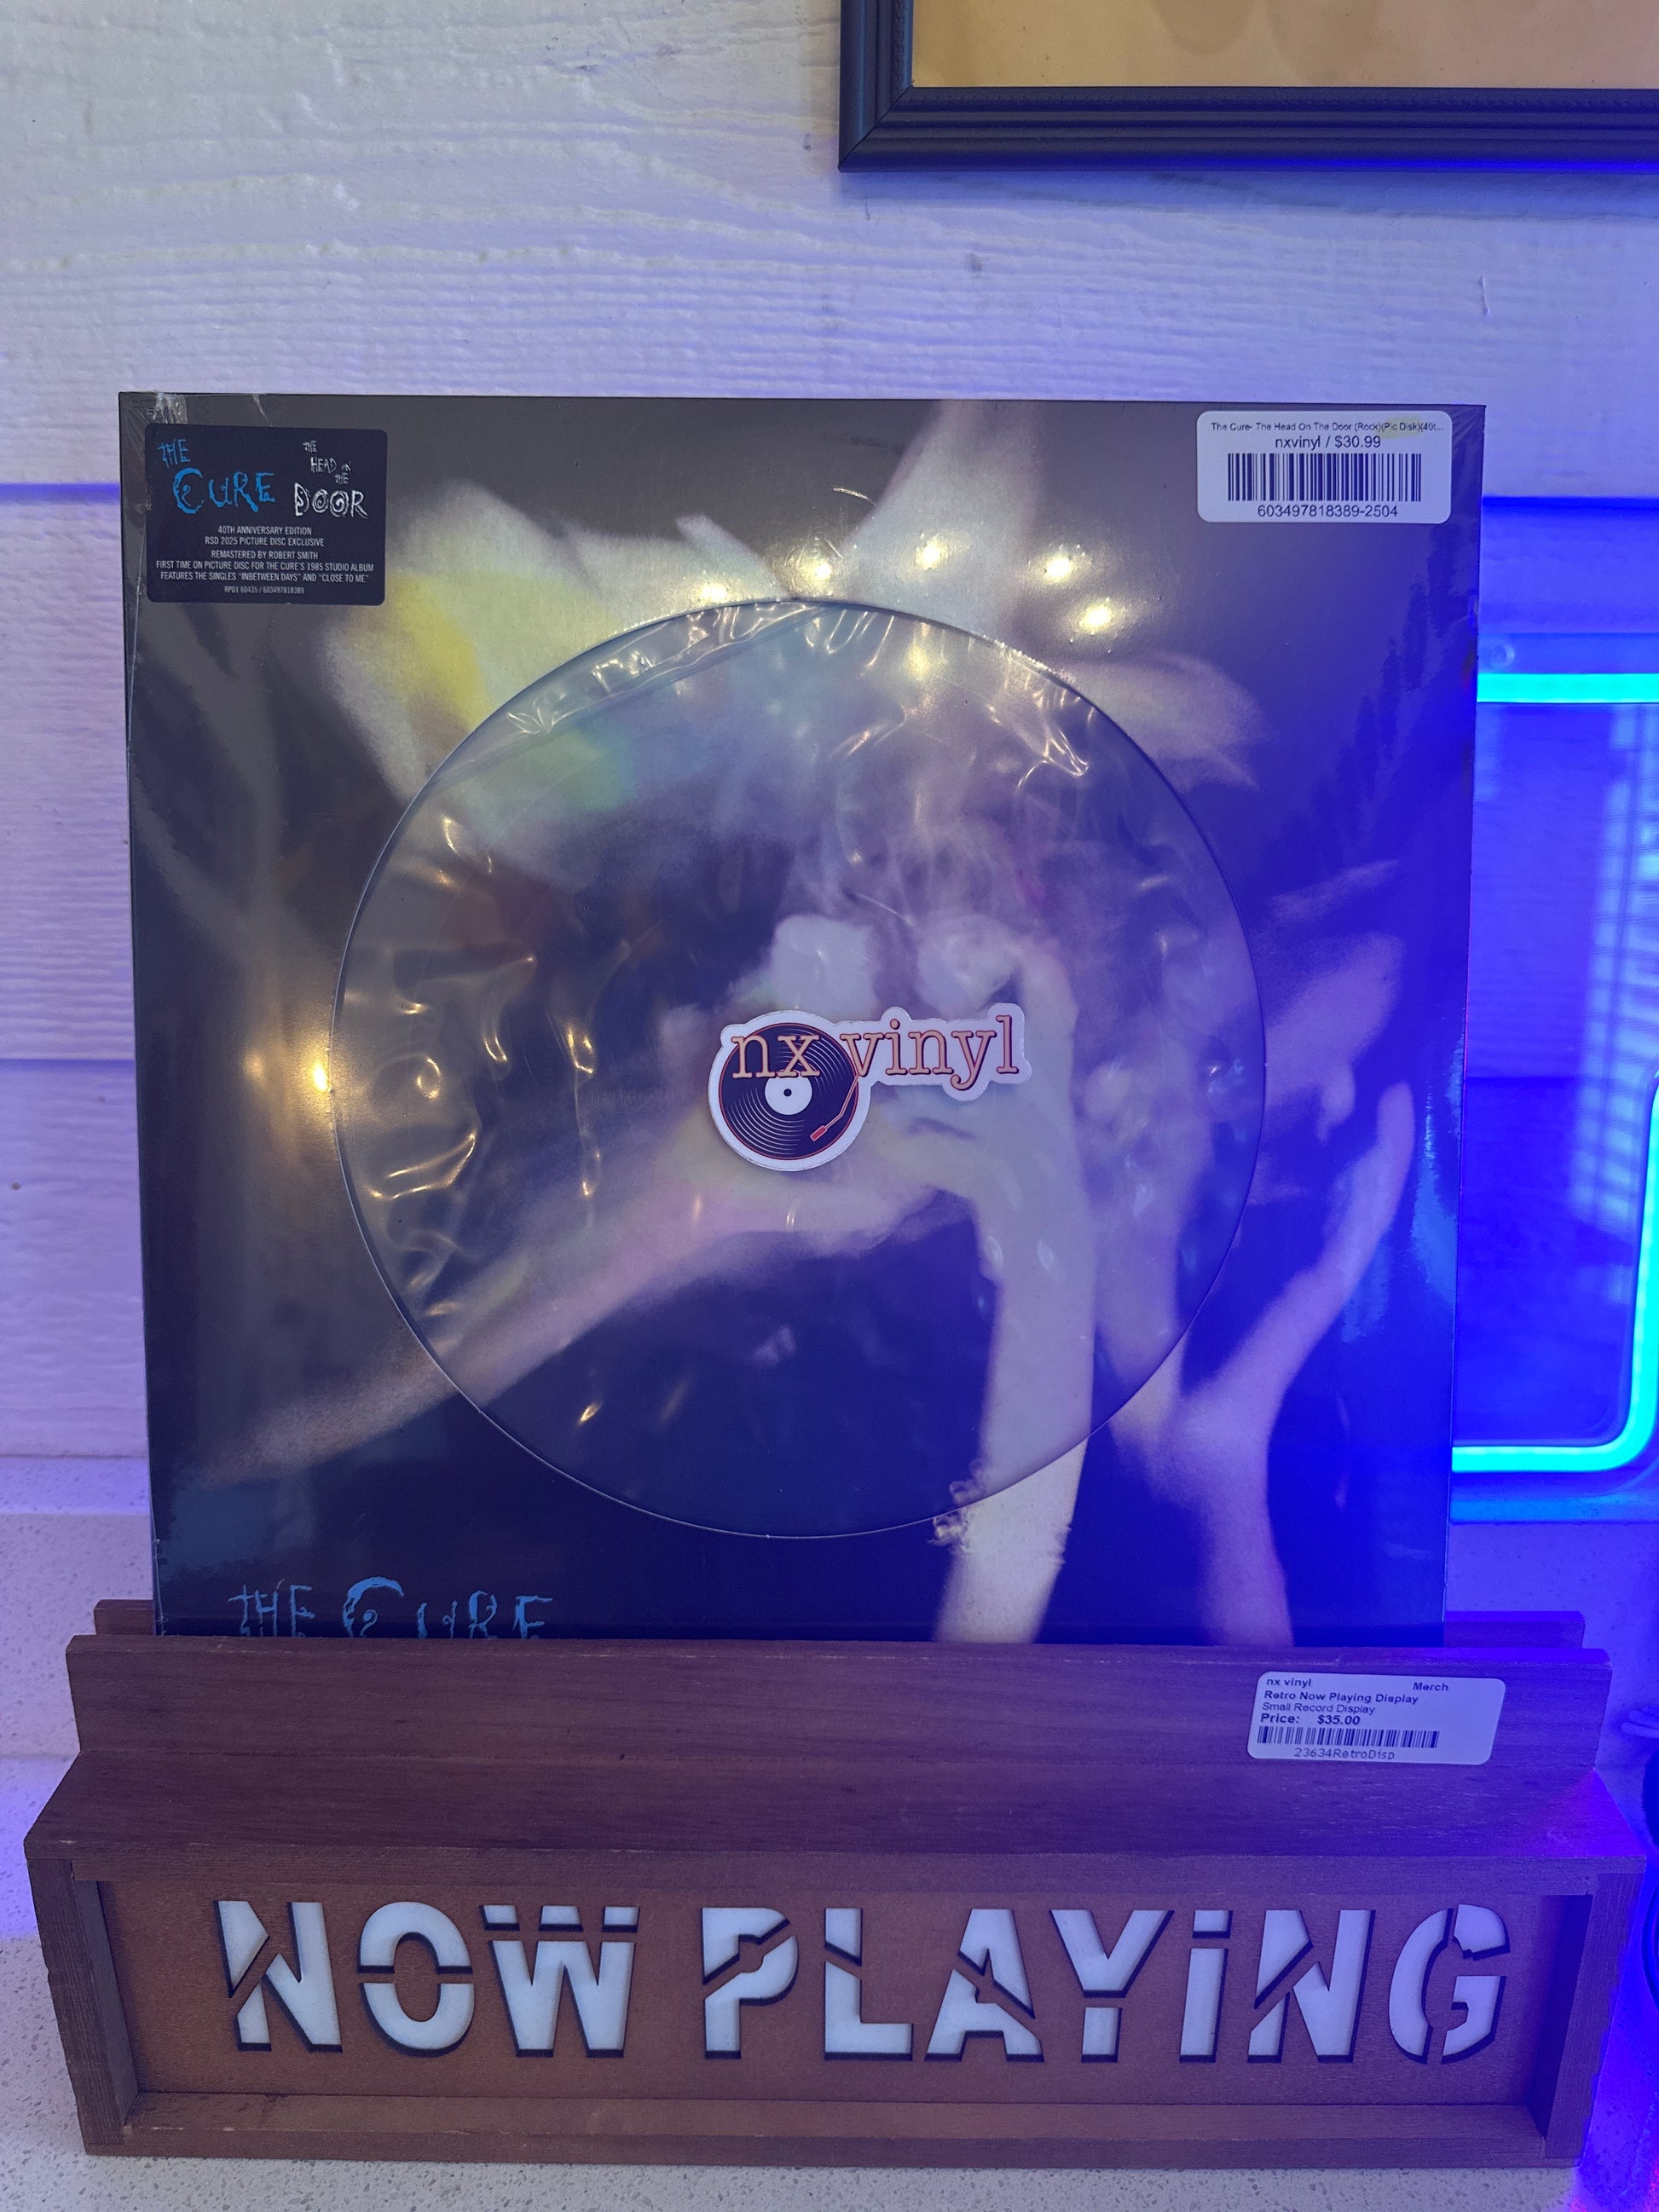 THE
CURE
THE
HEAD ON
THE
DOOR
40TH ANNIVERSARY EDITION
RSD 2025 PICTURE DISC EXCLUSIVE
REMASTERED BY ROBERT SMITH
FIRST TIME ON PICTURE DISC FOR THE CURE'S 1985 STUDIO ALBUM
FEATURES THE SINGLES "INBETWEEN DAYS" AND "CLOSE TO ME"
RPD1 60435 / 603497818389
The Cure- The Head On The Door (Rock)(Pic Disk)(40t...
nxvinyl / $30.99
603497818389-2504
nx vinyl
THE CURE
nx vinyl Merch
Retro Now Playing Display
Small Record Display
Price: $35.00
23634RetroDisp
NOW PLAYiNG